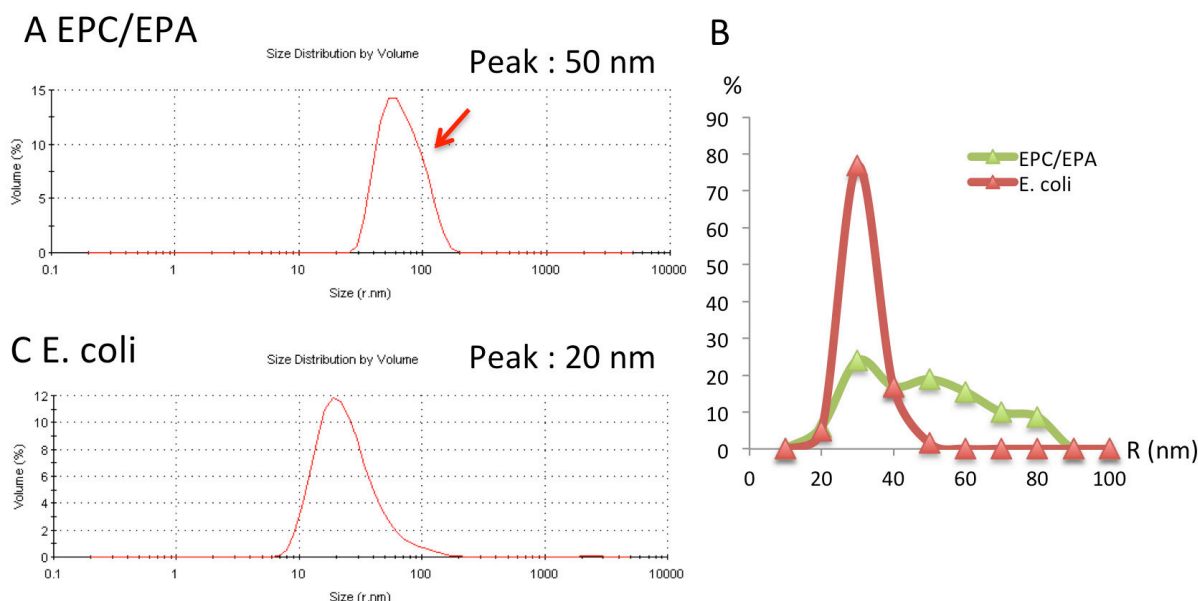 A EPC/EPA
Size Distribution by Volume
Peak : 50 nm
Volume (%)
15
10
5
0
0.1 1 10 100 1000 10000
Size (r.nm)
C E. coli
Size Distribution by Volume
Peak : 20 nm
Volume (%)
12
10
8
6
4
2
0
0.1 1 10 100 1000 10000
Size (r.nm)
B
%
90
80
70
60
50
40
30
20
10
0
0 20 40 60 80 100
R (nm)
EPC/EPA
E. coli